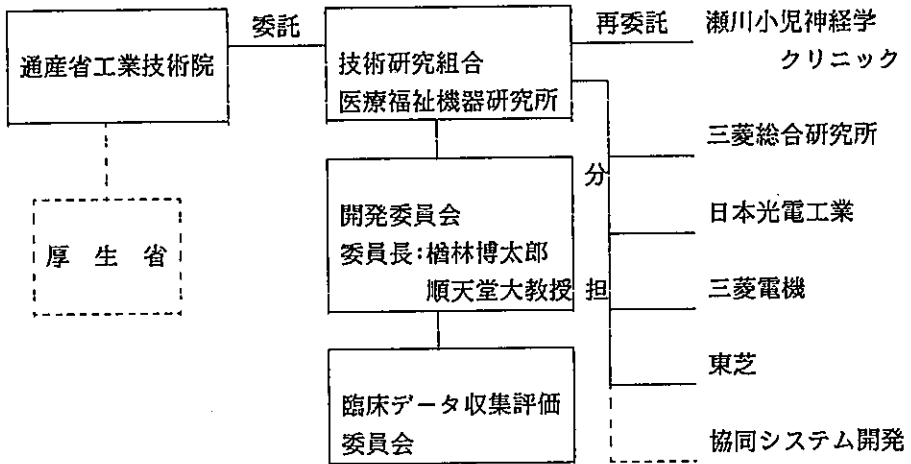 委託
再委託
瀬川小児神経学
クリニック
通産省工業技術院
技術研究組合
医療福祉機器研究所
三菱総合研究所
分担
日本光電工業
厚生省
開発委員会
委員長:楢林博太郎
順天堂大教授
三菱電機
東芝
臨床データ収集評価
委員会
協同システム開発